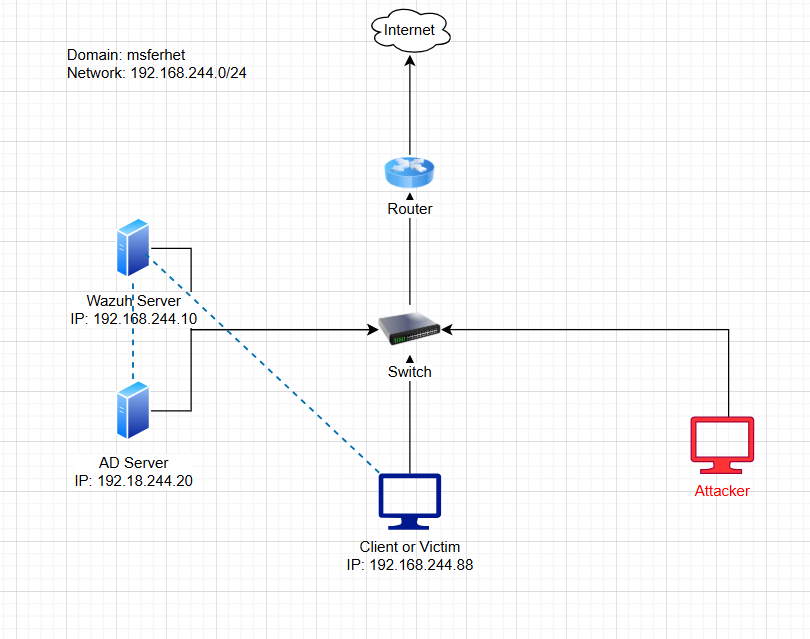 Internet
Domain: msferhet
Network: 192.168.244.0/24
Router
Wazuh Server
IP: 192.168.244.10
Switch
AD Server
IP: 192.18.244.20
Attacker
Client or Victim
IP: 192.168.244.88